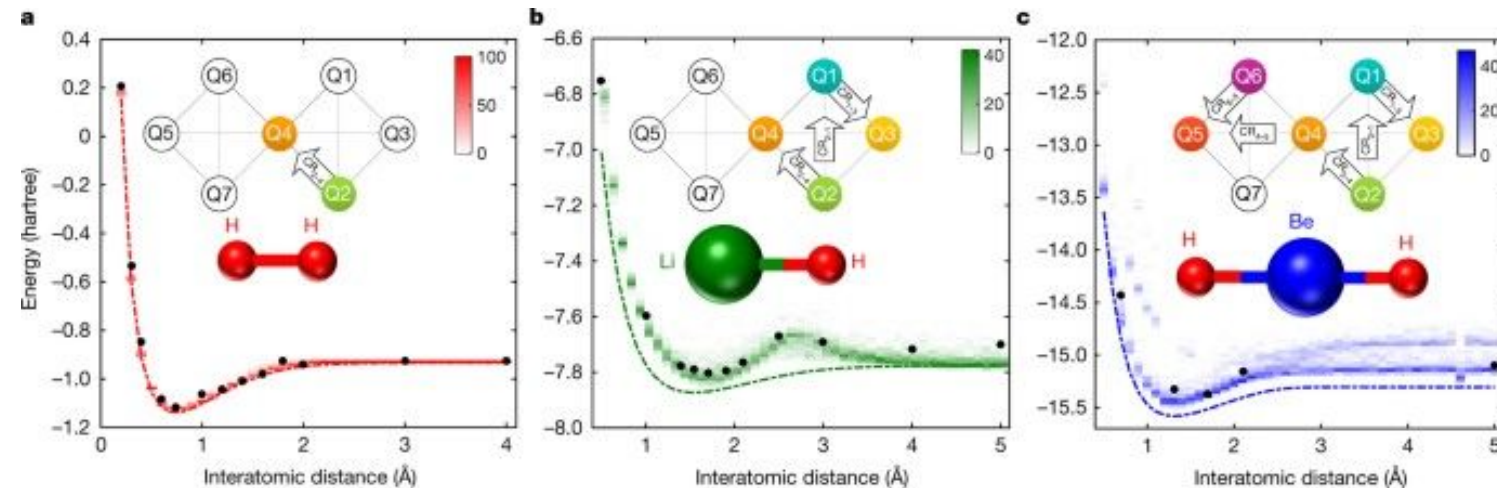 a
Energy (hartree)
0.4
0.2
0
−0.2
−0.4
−0.6
−0.8
−1.0
−1.2
0
1
2
3
4
Interatomic distance (Å)
Q6
Q1
Q5
Q4
Q3
Q7
Q2
100
50
0
H
H
b
−6.6
−6.8
−7.0
−7.2
−7.4
−7.6
−7.8
−8.0
1
2
3
4
5
Interatomic distance (Å)
Q6
Q1
Q5
Q4
Q3
Q7
Q2
40
20
0
Li
H
c
−12.0
−12.5
−13.0
−13.5
−14.0
−14.5
−15.0
−15.5
1
2
3
4
5
Interatomic distance (Å)
Q6
Q1
Q5
Q4
Q3
Q7
Q2
40
20
0
H
Be
H